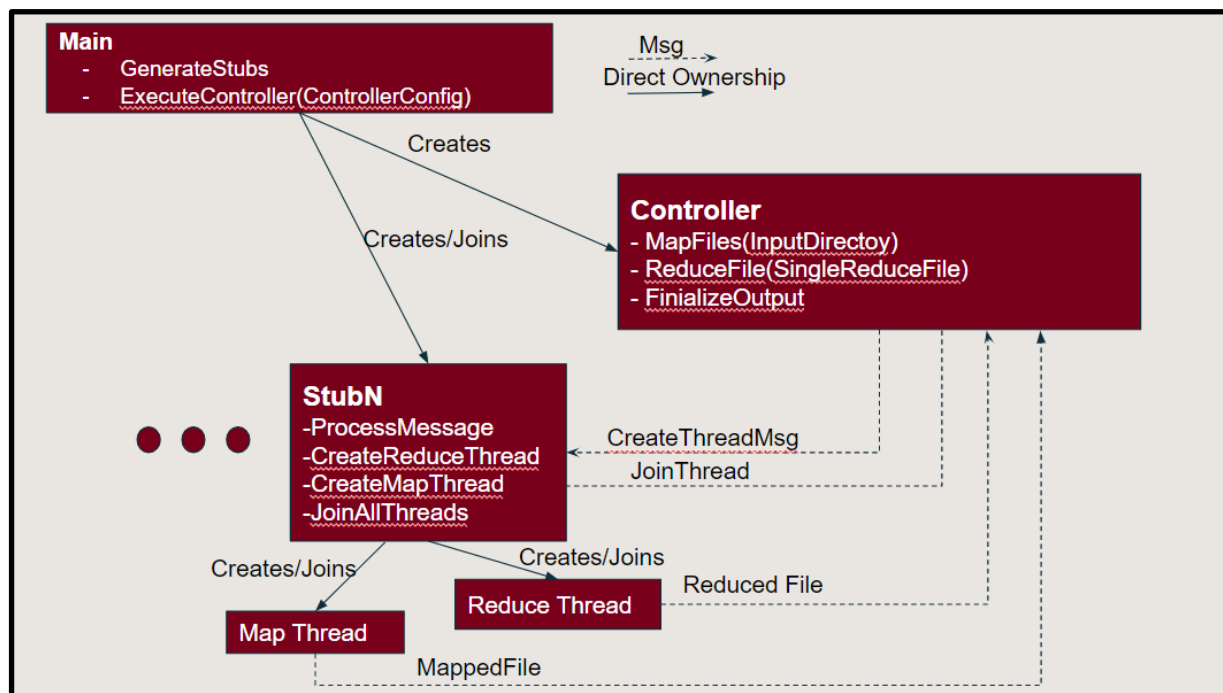 Main
- GenerateStubs
- ExecuteController(ControllerConfig)
Msg
Direct Ownership
Creates
Creates/Joins
Controller
- MapFiles(InputDirectoy)
- ReduceFile(SingleReduceFile)
- FinializeOutput
StubN
-ProcessMessage
-CreateReduceThread
-CreateMapThread
-JoinAllThreads
CreateThreadMsg
JoinThread
Creates/Joins
Creates/Joins
Reduce Thread
Reduced File
Map Thread
MappedFile